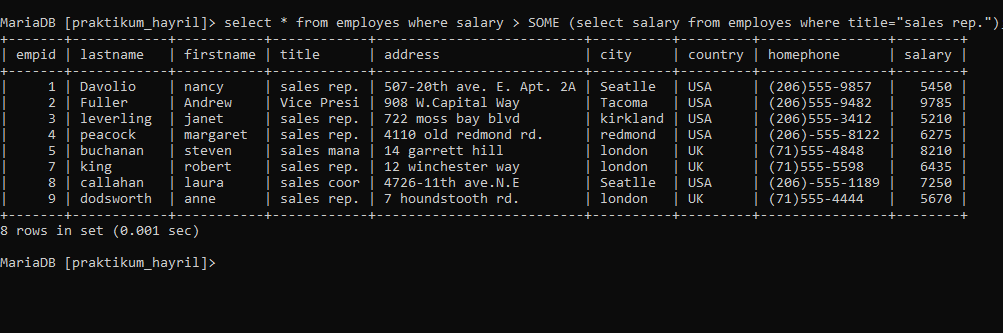 MariaDB [praktikum_hayril]> select * from employes where salary > SOME (select salary from employes where title="sales rep.");
+-------+-----------+-----------+------------+------------------------+----------+---------+----------------+--------+
| empid | lastname | firstname | title | address | city | country | homephone | salary |
+-------+-----------+-----------+------------+------------------------+----------+---------+----------------+--------+
| 1 | Davolio | nancy | sales rep. | 507-20th ave. E. Apt. 2A | Seatlle | USA | (206)555-9857 | 5450 |
| 2 | Fuller | Andrew | Vice Presi | 908 W.Capital Way | Tacoma | USA | (206)555-9482 | 9785 |
| 3 | leverling | janet | sales rep. | 722 moss bay blvd | kirkland | USA | (206)555-3412 | 5210 |
| 4 | peacock | margaret | sales rep. | 4110 old redmond rd. | redmond | USA | (206)-555-8122 | 6275 |
| 5 | buchanan | steven | sales mana | 14 garrett hill | london | UK | (71)555-4848 | 8210 |
| 7 | king | robert | sales rep. | 12 winchester way | london | UK | (71)555-5598 | 6435 |
| 8 | callahan | laura | sales coor | 4726-11th ave.N.E | Seatlle | USA | (206)-555-1189 | 7250 |
| 9 | dodsworth | anne | sales rep. | 7 houndstooth rd. | london | UK | (71)555-4444 | 5670 |
+-------+-----------+-----------+------------+------------------------+----------+---------+----------------+--------+
8 rows in set (0.001 sec)
MariaDB [praktikum_hayril]>